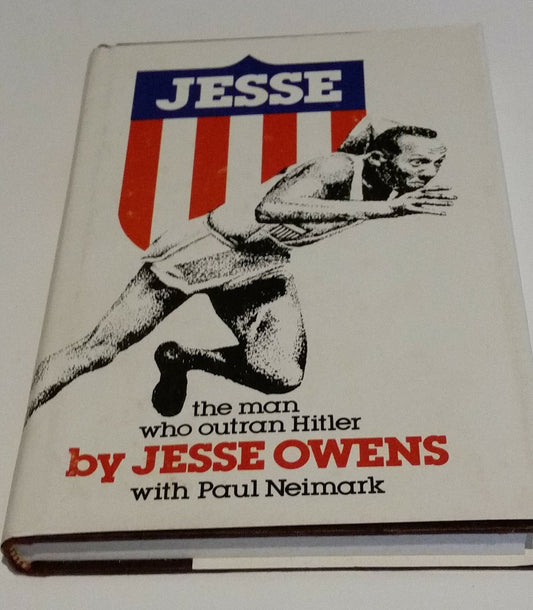 JESSE
the man
who outran Hitler
by JESSE OWENS
with Paul Neimark